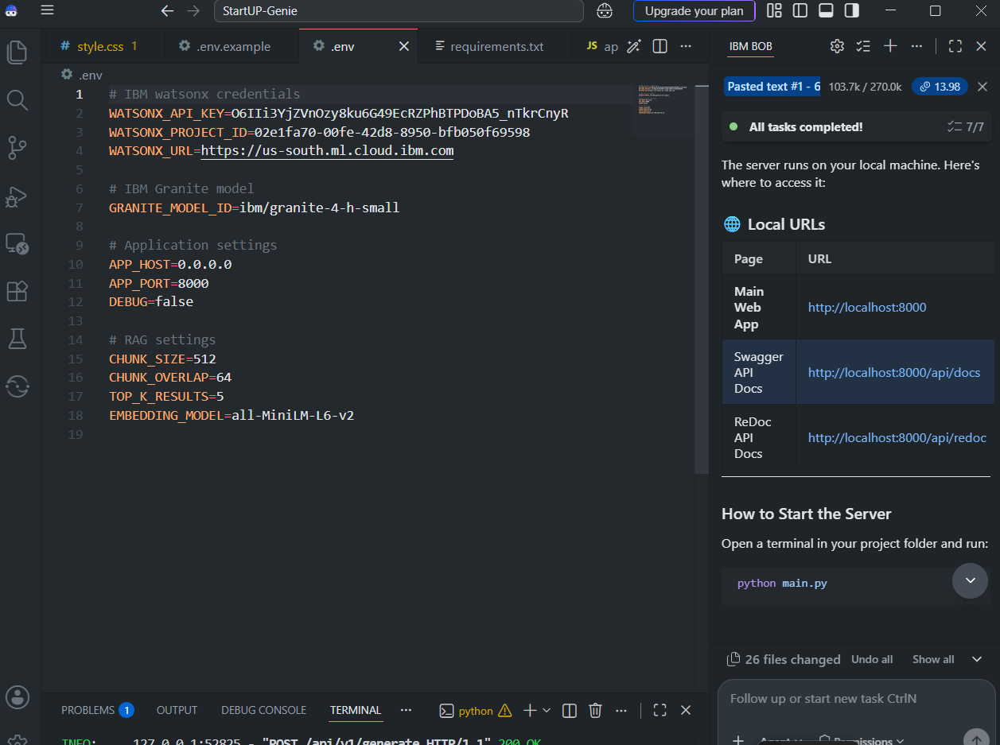 StartUP-Genie
Upgrade your plan
# style.css 1
.env.example
.env
requirements.txt
JS ap
.env
1 # IBM watsonx credentials
2 WATSONX_API_KEY=O6IIi3YjZVnOzy8ku6G49EcRZPhBTPDoBA5_nTkrCnyR
3 WATSONX_PROJECT_ID=02e1fa70-00fe-42d8-8950-bfb050f69598
4 WATSONX_URL=https://us-south.ml.cloud.ibm.com
5
6 # IBM Granite model
7 GRANITE_MODEL_ID=ibm/granite-4-h-small
8
9 # Application settings
10 APP_HOST=0.0.0.0
11 APP_PORT=8000
12 DEBUG=false
13
14 # RAG settings
15 CHUNK_SIZE=512
16 CHUNK_OVERLAP=64
17 TOP_K_RESULTS=5
18 EMBEDDING_MODEL=all-MiniLM-L6-v2
19
PROBLEMS 1 OUTPUT DEBUG CONSOLE TERMINAL
python
INFO: 127.0.0.1:52825 - "POST /api/v1/generate HTTP/1.1" 200 OK
IBM BOB
Pasted text #1 - 6 103.7k / 270.0k 13.98
All tasks completed! 7/7
The server runs on your local machine. Here's
where to access it:
Local URLs
Page URL
Main
Web
App
http://localhost:8000
Swagger
API
Docs
http://localhost:8000/api/docs
ReDoc
API
Docs
http://localhost:8000/api/redoc
How to Start the Server
Open a terminal in your project folder and run:
python main.py
26 files changed Undo all Show all
Follow up or start new task CtrlN
Agent Permissions